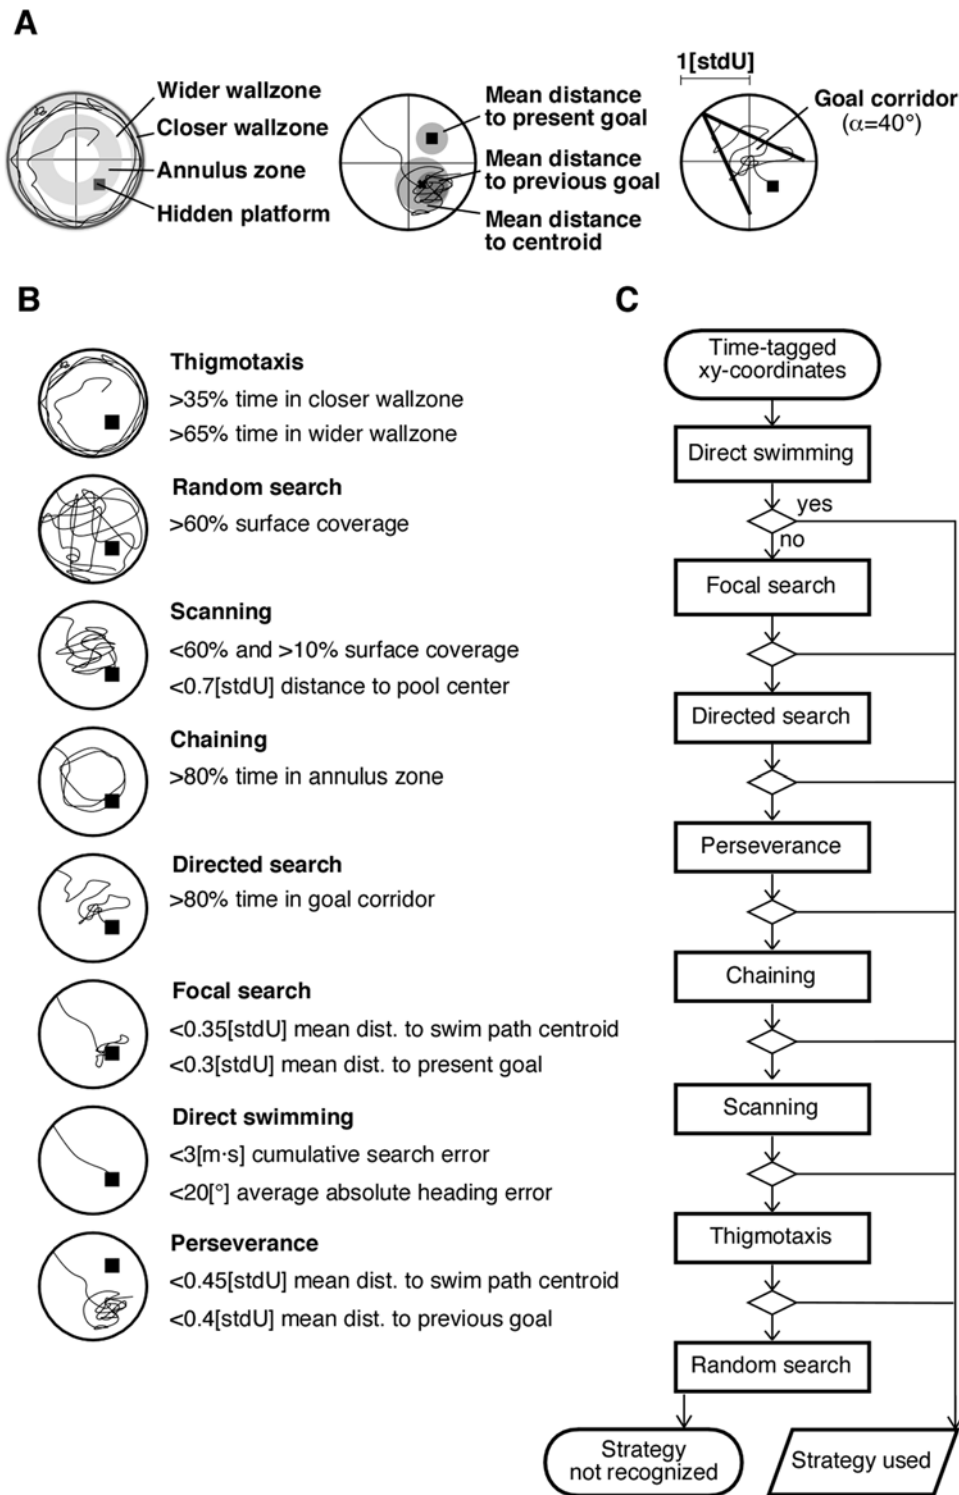 A
Wider wallzone
Closer wallzone
Annulus zone
Hidden platform
Mean distance
to present goal
Mean distance
to previous goal
Mean distance
to centroid
1[stdU]
Goal corridor
(α=40°)
B
Thigmotaxis
>35% time in closer wallzone
>65% time in wider wallzone
Random search
>60% surface coverage
Scanning
<60% and >10% surface coverage
<0.7[stdU] distance to pool center
Chaining
>80% time in annulus zone
Directed search
>80% time in goal corridor
Focal search
<0.35[stdU] mean dist. to swim path centroid
<0.3[stdU] mean dist. to present goal
Direct swimming
<3[m·s] cumulative search error
<20[°] average absolute heading error
Perseverance
<0.45[stdU] mean dist. to swim path centroid
<0.4[stdU] mean dist. to previous goal
C
Time-tagged
xy-coordinates
Direct swimming
yes
no
Focal search
Directed search
Perseverance
Chaining
Scanning
Thigmotaxis
Random search
Strategy
not recognized
Strategy used